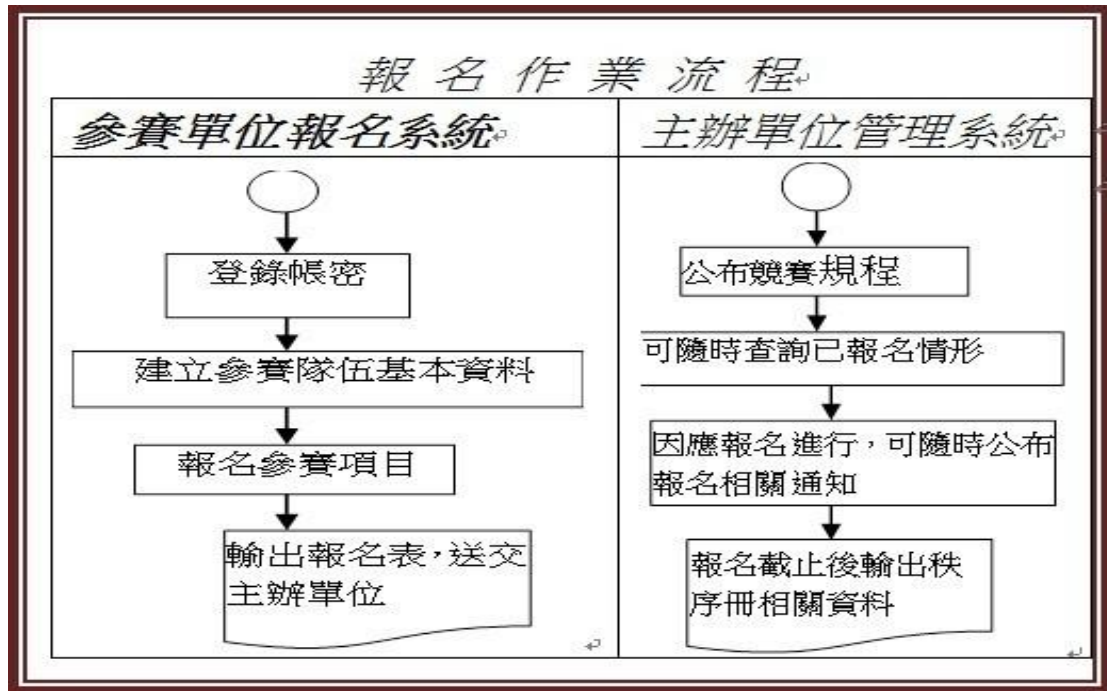 報名作業流程
參賽單位報名系統
主辦單位管理系統
登錄帳密
建立參賽隊伍基本資料
報名參賽項目
輸出報名表，送交
主辦單位
公布競賽規程
可隨時查詢已報名情形
因應報名進行，可隨時公布
報名相關通知
報名截止後輸出秩
序冊相關資料